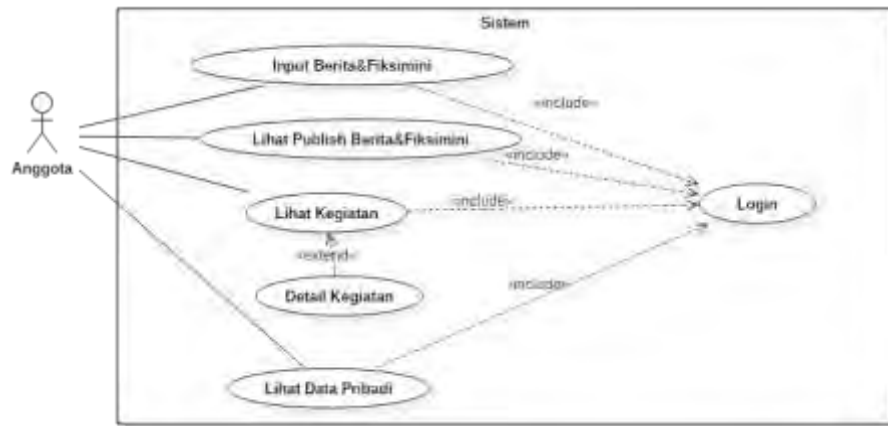 Sistem
Input Berita&Fiksimini
«include»
Lihat Publish Berita&Fiksimini
«include»
Anggota
Lihat Kegiatan
«include»
Login
«extend»
Detail Kegiatan
«include»
Lihat Data Pribadi